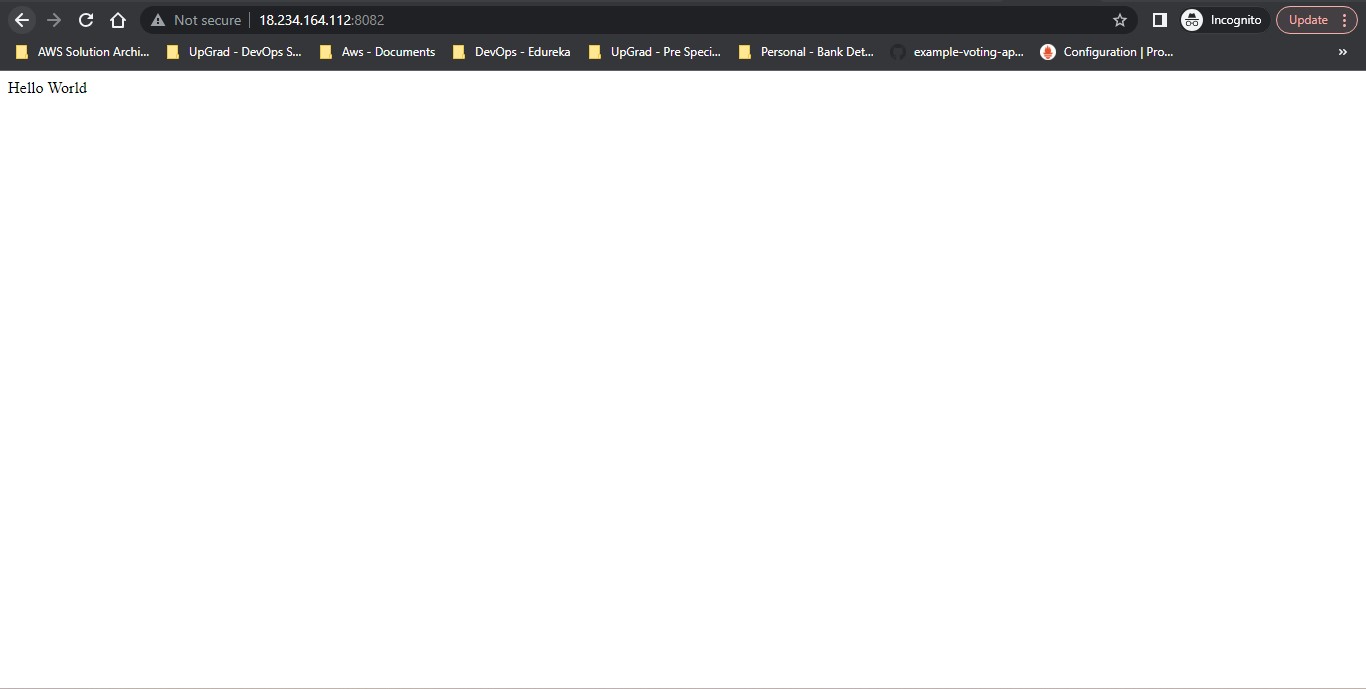 Not secure 18.234.164.112:8082 Incognito Update
AWS Solution Archi... UpGrad - DevOps S... Aws - Documents DevOps - Edureka UpGrad - Pre Speci... Personal - Bank Det... example-voting-ap... Configuration | Pro... »
Hello World